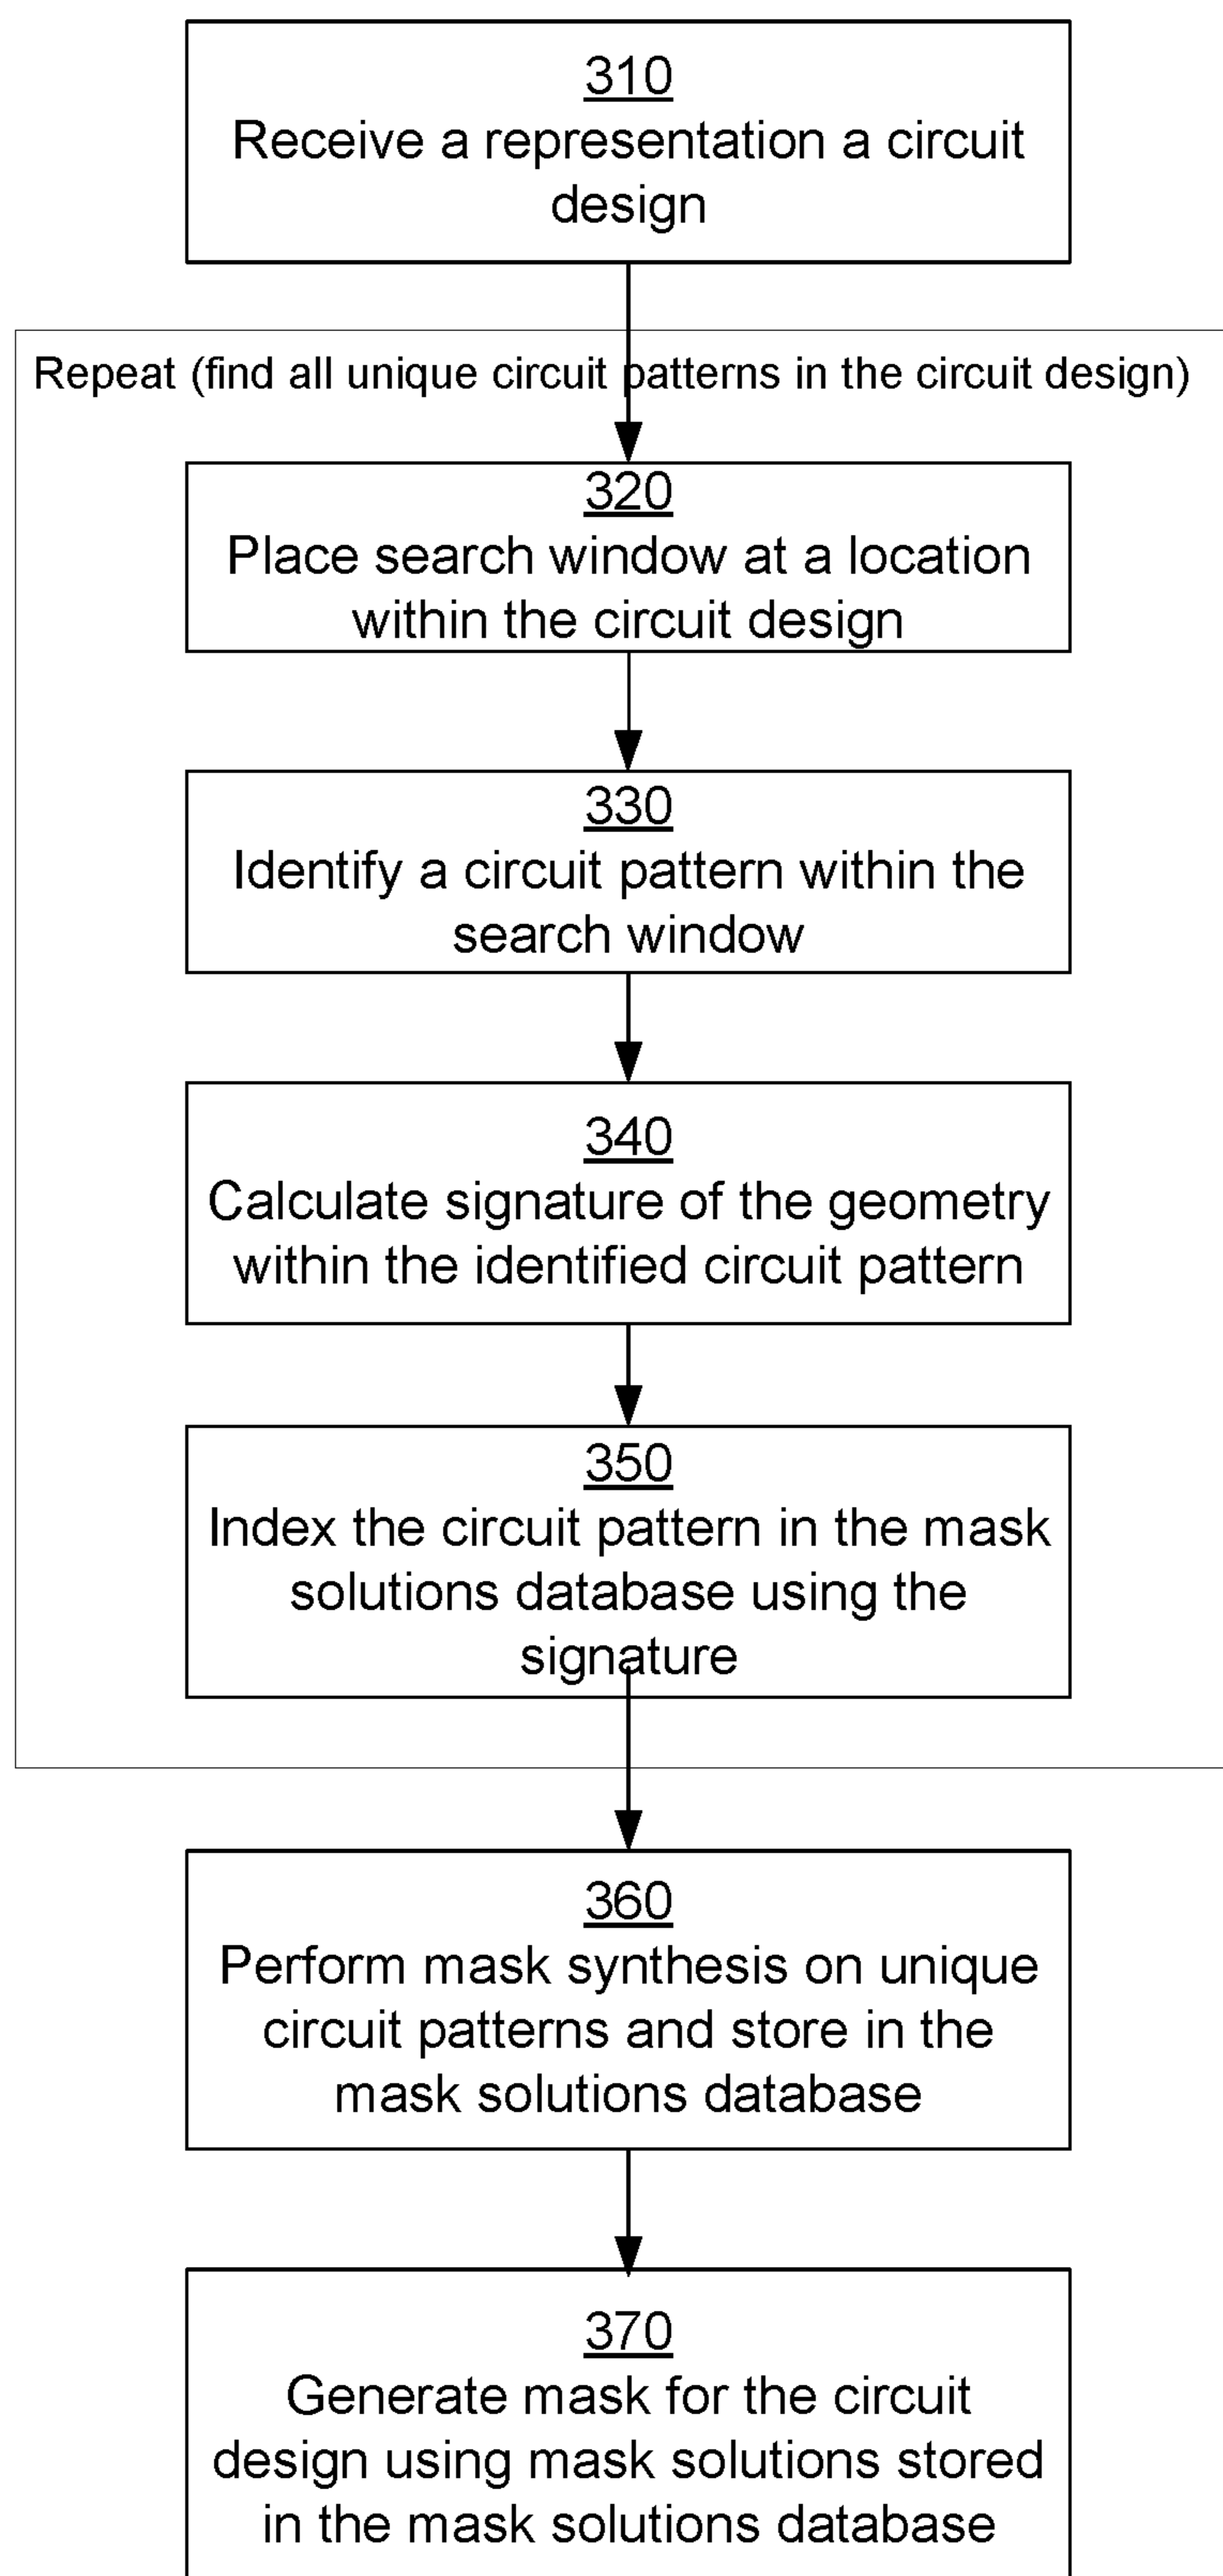 310
Receive a representation a circuit
design
Repeat (find all unique circuit patterns in the circuit design)
320
Place search window at a location
within the circuit design
330
Identify a circuit pattern within the
search window
340
Calculate signature of the geometry
within the identified circuit pattern
350
Index the circuit pattern in the mask
solutions database using the
signature
360
Perform mask synthesis on unique
circuit patterns and store in the
mask solutions database
370
Generate mask for the circuit
design using mask solutions stored
in the mask solutions database